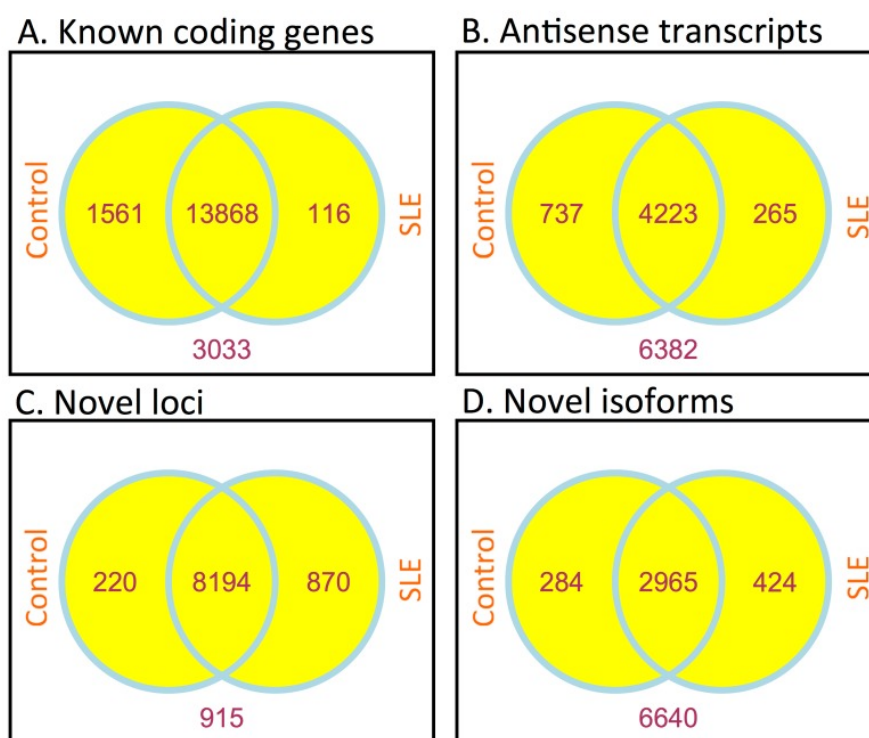 A. Known coding genes
Control
1561
13868
116
SLE
3033
B. Antisense transcripts
Control
737
4223
265
SLE
6382
C. Novel loci
Control
220
8194
870
SLE
915
D. Novel isoforms
Control
284
2965
424
SLE
6640